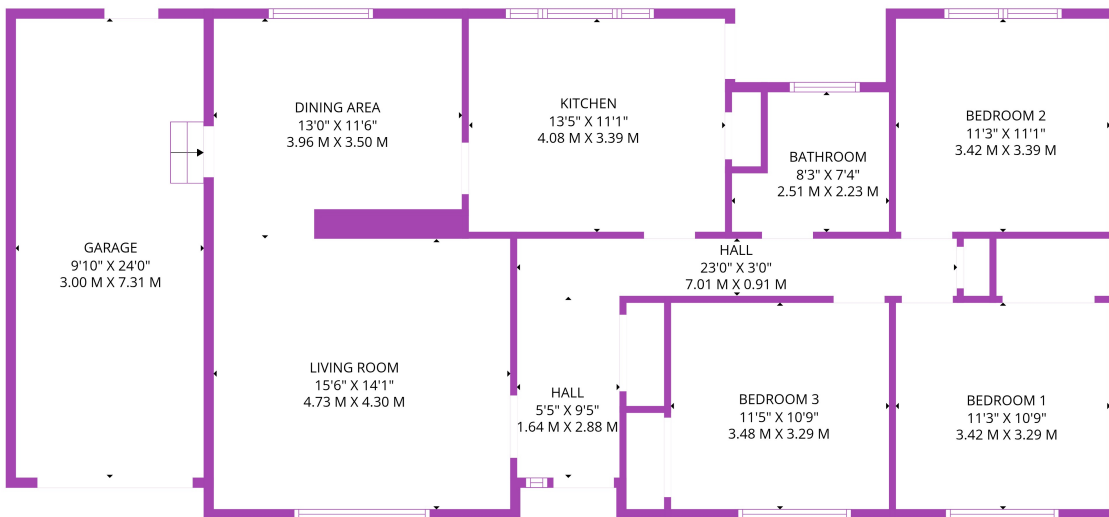 DINING AREA
13'0" X 11'6"
3.96 M X 3.50 M
KITCHEN
13'5" X 11'1"
4.08 M X 3.39 M
BEDROOM 2
11'3" X 11'1"
3.42 M X 3.39 M
BATHROOM
8'3" X 7'4"
2.51 M X 2.23 M
GARAGE
9'10" X 24'0"
3.00 M X 7.31 M
HALL
23'0" X 3'0"
7.01 M X 0.91 M
LIVING ROOM
15'6" X 14'1"
4.73 M X 4.30 M
HALL
5'5" X 9'5"
1.64 M X 2.88 M
BEDROOM 3
11'5" X 10'9"
3.48 M X 3.29 M
BEDROOM 1
11'3" X 10'9"
3.42 M X 3.29 M